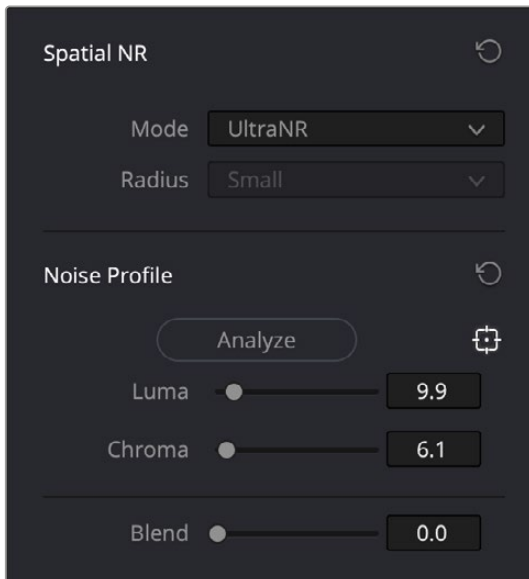 Spatial NR
Mode UltraNR
Radius Small
Noise Profile
Analyze
Luma 9.9
Chroma 6.1
Blend 0.0